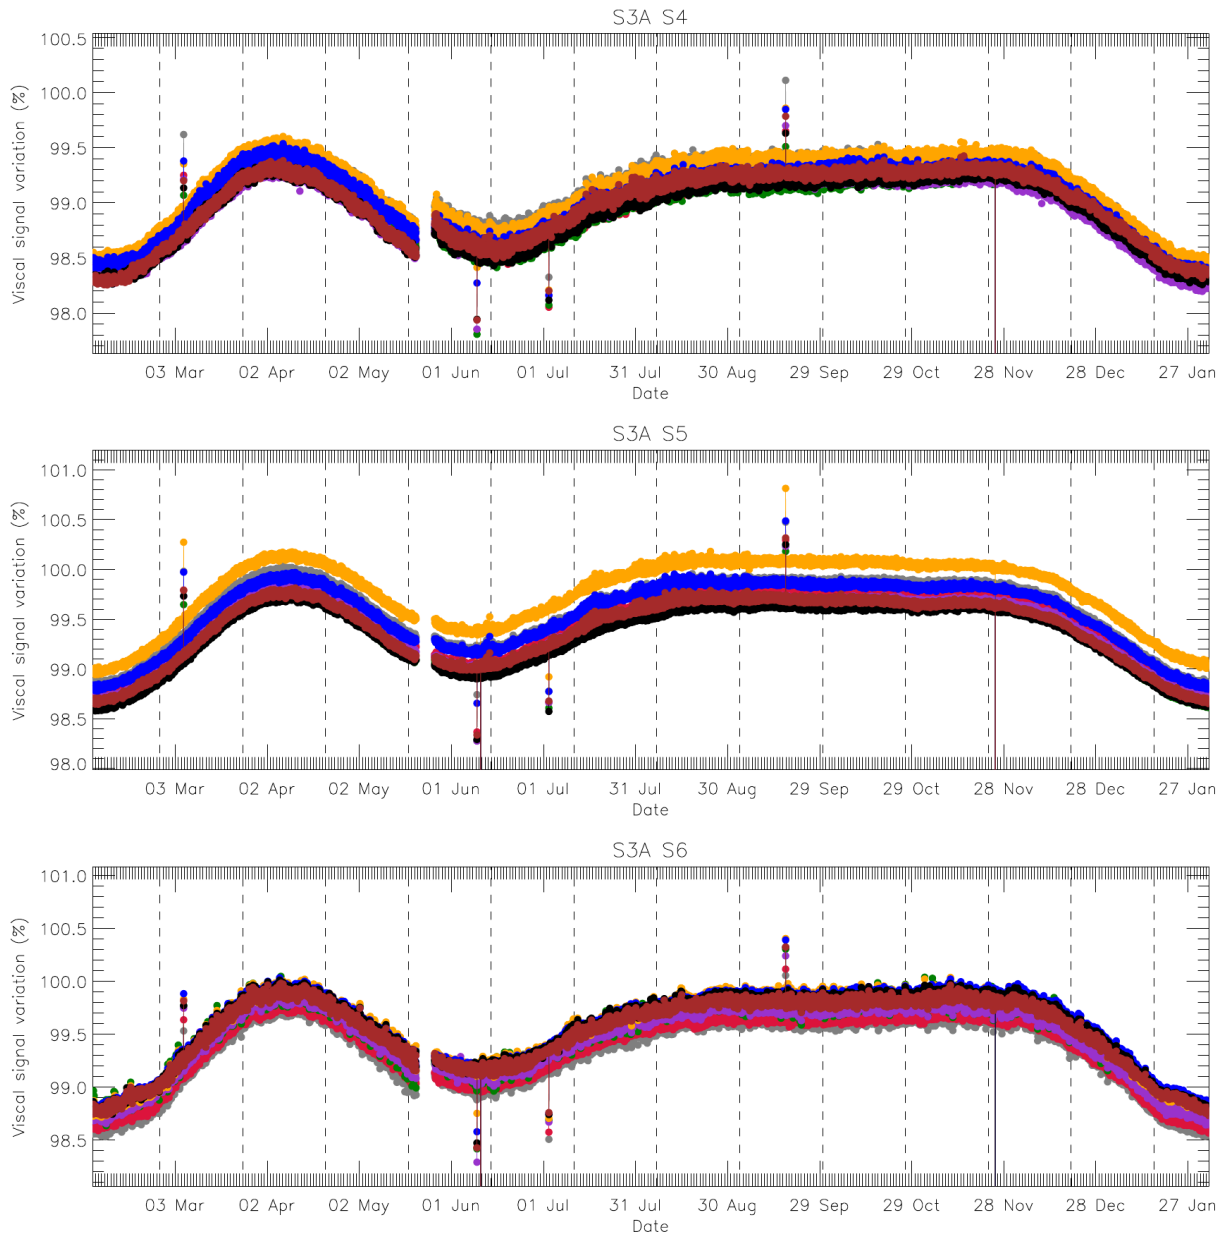 S3A S4
Viscal signal variation (%)
100.5
100.0
99.5
99.0
98.5
98.0
03 Mar 02 Apr 02 May 01 Jun 01 Jul 31 Jul 30 Aug 29 Sep 29 Oct 28 Nov 28 Dec 27 Jan
Date
S3A S5
Viscal signal variation (%)
101.0
100.5
100.0
99.5
99.0
98.5
98.0
03 Mar 02 Apr 02 May 01 Jun 01 Jul 31 Jul 30 Aug 29 Sep 29 Oct 28 Nov 28 Dec 27 Jan
Date
S3A S6
Viscal signal variation (%)
101.0
100.5
100.0
99.5
99.0
98.5
03 Mar 02 Apr 02 May 01 Jun 01 Jul 31 Jul 30 Aug 29 Sep 29 Oct 28 Nov 28 Dec 27 Jan
Date